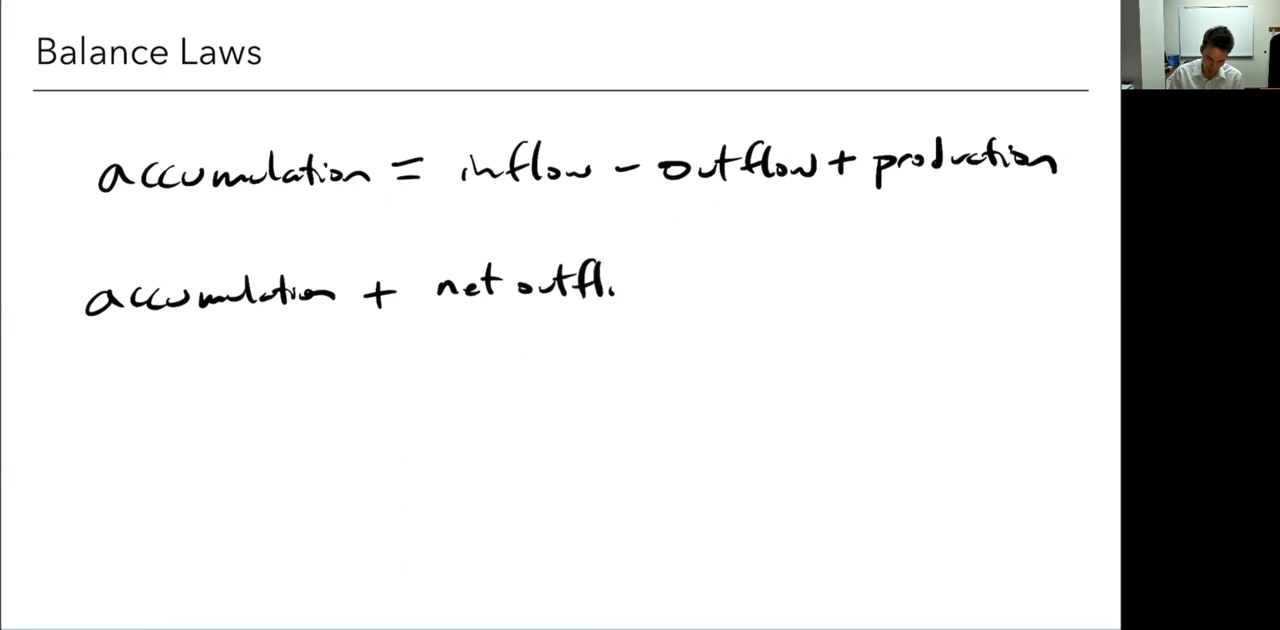 Balance Laws
accumulation = inflow - outflow + production
accumulation + net outfl